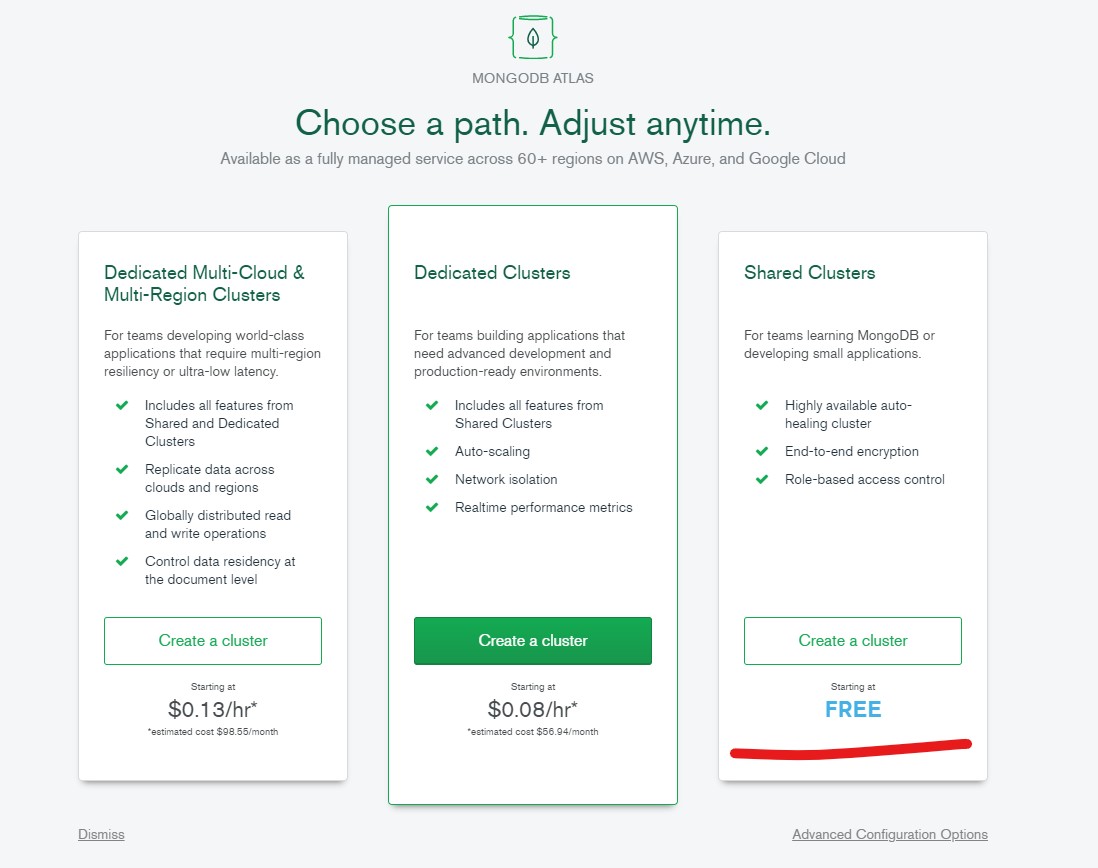 MONGODB ATLAS
Choose a path. Adjust anytime.
Available as a fully managed service across 60+ regions on AWS, Azure, and Google Cloud
Dedicated Multi-Cloud &
Multi-Region Clusters
For teams developing world-class
applications that require multi-region
resiliency or ultra-low latency.
Includes all features from
Shared and Dedicated
Clusters
Replicate data across
clouds and regions
Globally distributed read
and write operations
Control data residency at
the document level
Create a cluster
Starting at
$0.13/hr*
*estimated cost $98.55/month
Dedicated Clusters
For teams building applications that
need advanced development and
production-ready environments.
Includes all features from
Shared Clusters
Auto-scaling
Network isolation
Realtime performance metrics
Create a cluster
Starting at
$0.08/hr*
*estimated cost $56.94/month
Shared Clusters
For teams learning MongoDB or
developing small applications.
Highly available auto-
healing cluster
End-to-end encryption
Role-based access control
Create a cluster
Starting at
FREE
Dismiss
Advanced Configuration Options